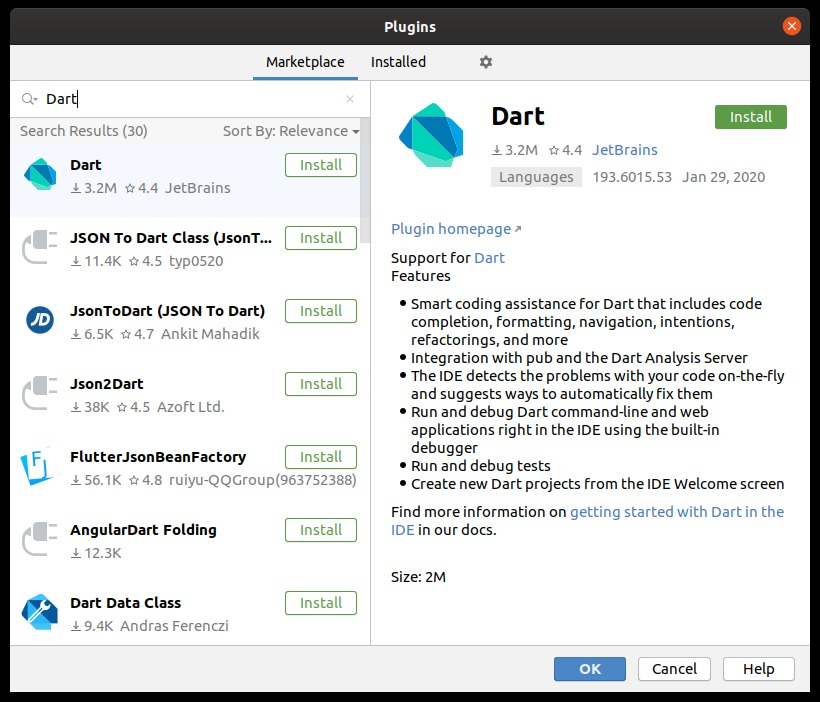 Plugins
Marketplace Installed
Dart
Search Results (30) Sort By: Relevance
Dart Install
3.2M 4.4 JetBrains
JSON To Dart Class (JsonT... Install
11.4K 4.5 typ0520
JD
JsonToDart (JSON To Dart) Install
6.5K 4.7 Ankit Mahadik
Json2Dart Install
38K 4.5 Azoft Ltd.
FJ
FlutterJsonBeanFactory Install
56.1K 4.8 ruiyu-QQGroup(963752388)
AngularDart Folding Install
12.3K
Dart Data Class Install
9.4K Andras Ferenczi
Dart Install
3.2M 4.4 JetBrains
Languages 193.6015.53 Jan 29, 2020
Plugin homepage
Support for Dart
Features
• Smart coding assistance for Dart that includes code
completion, formatting, navigation, intentions,
refactorings, and more
• Integration with pub and the Dart Analysis Server
• The IDE detects the problems with your code on-the-fly
and suggests ways to automatically fix them
• Run and debug Dart command-line and web
applications right in the IDE using the built-in
debugger
• Run and debug tests
• Create new Dart projects from the IDE Welcome screen
Find more information on getting started with Dart in the
IDE in our docs.
Size: 2M
OK Cancel Help